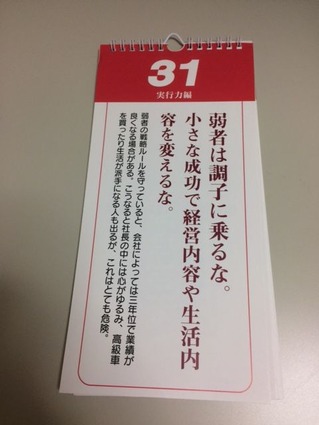 31
実行力編
弱者は調子に乗るな。
小さな成功で経営内容や生活内
容を変えるな。
弱者の戦略ルールを守っていると、会社によっては三年位で業績が
良くなる場合がある。こうなると社長の中には心がゆるみ、高級車
を買ったり生活が派手になる人も出るが、これはとても危険。